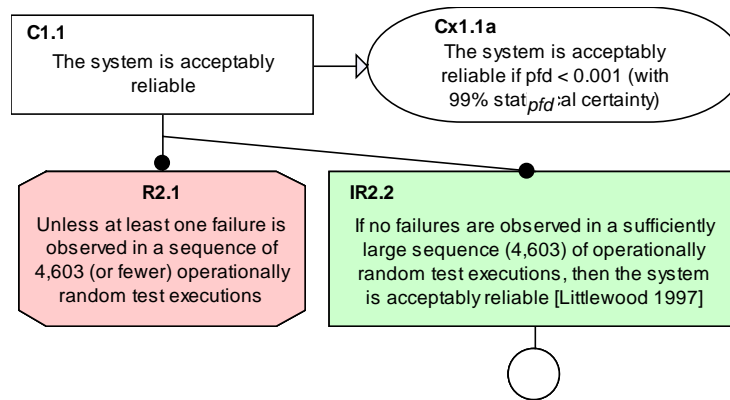 C1.1
The system is acceptably
reliable
Cx1.1a
The system is acceptably
reliable if pfd < 0.001 (with
99% stat pfd al certainty)
R2.1
Unless at least one failure is
observed in a sequence of
4,603 (or fewer) operationally
random test executions
IR2.2
If no failures are observed in a sufficiently
large sequence (4,603) of operationally
random test executions, then the system
is acceptably reliable [Littlewood 1997]